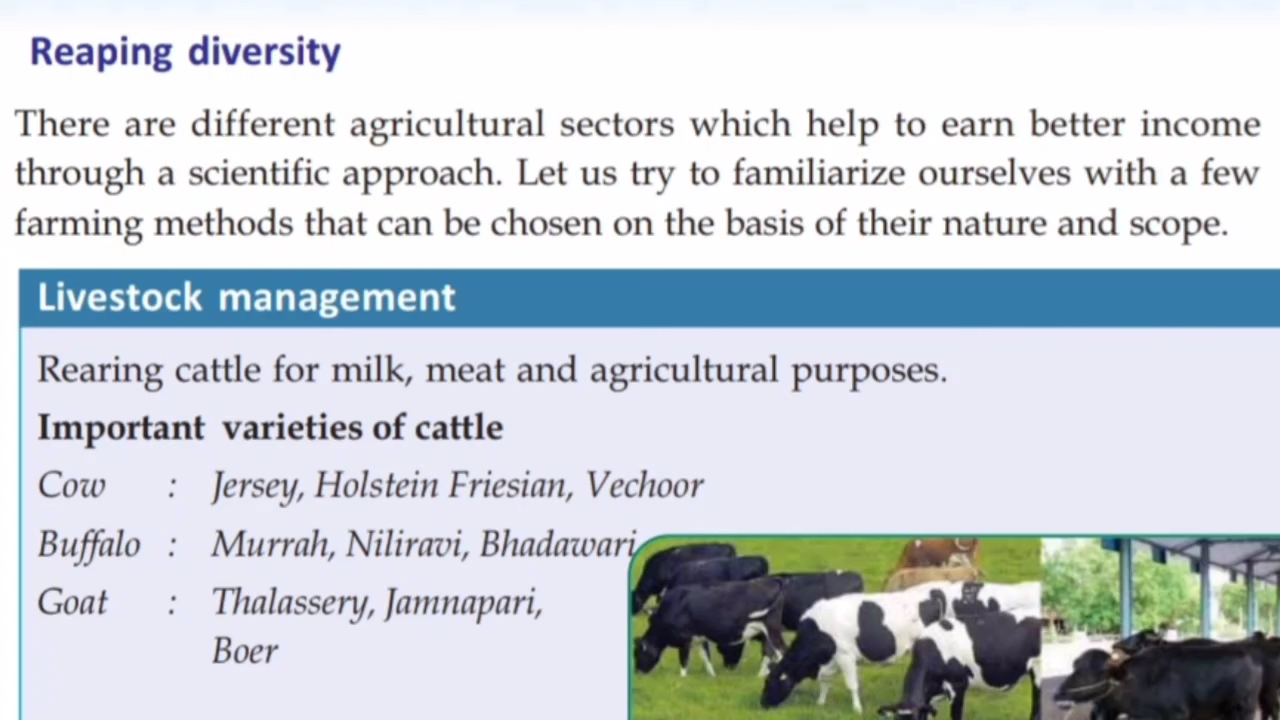 Reaping diversity
There are different agricultural sectors which help to earn better income
through a scientific approach. Let us try to familiarize ourselves with a few
farming methods that can be chosen on the basis of their nature and scope.
Livestock management
Rearing cattle for milk, meat and agricultural purposes.
Important varieties of cattle
Cow : Jersey, Holstein Friesian, Vechoor
Buffalo : Murrah, Niliravi, Bhadawari
Goat : Thalassery, Jamnapari,
Boer